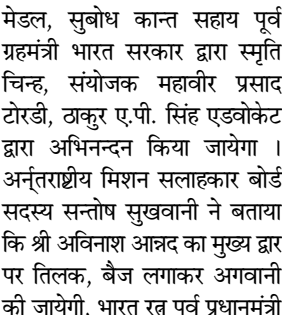 मेडल, सुबोध कान्त सहाय पूर्व
ग्रहमंत्री भारत सरकार द्वारा स्मृति
चिन्ह, संयोजक महावीर प्रसाद
टोरडी, ठाकुर ए.पी. सिंह एडवोकेट
द्वारा अभिनन्दन किया जायेगा ।
अर्न्तराष्टीय मिशन सलाहकार बोर्ड
सदस्य सन्तोष सुखवानी ने बताया
कि श्री अविनाश आन्नद का मुख्य द्वार
पर तिलक, बैज लगाकर अगवानी
की जायेगी, भारत रत्न पूर्व प्रधानमंत्री